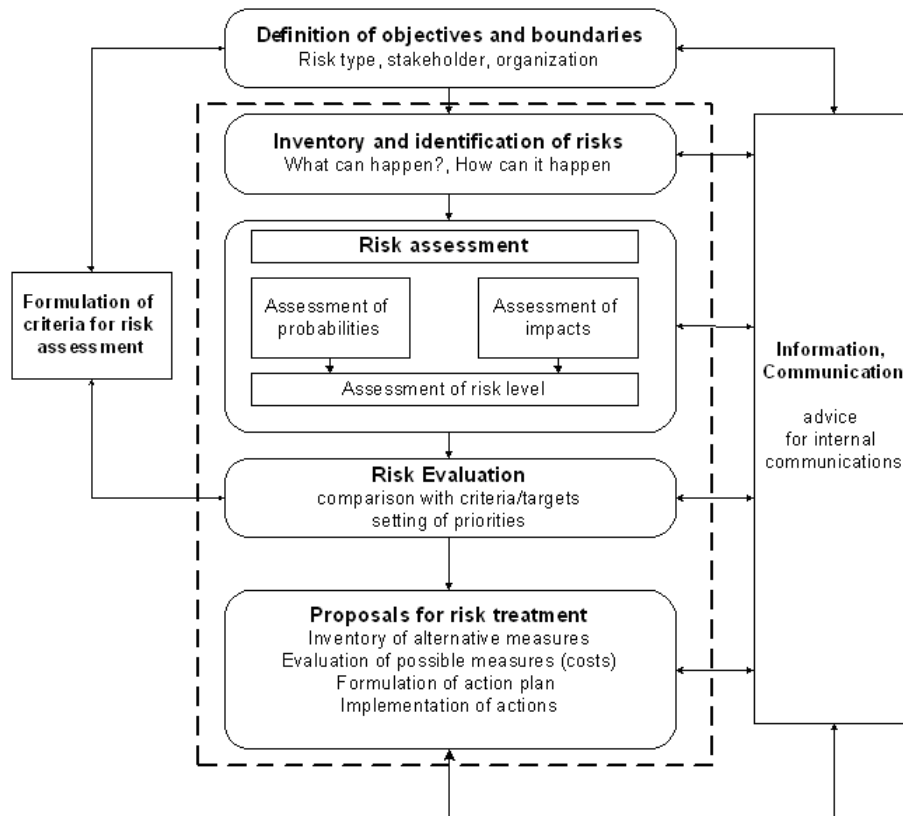 Definition of objectives and boundaries
Risk type, stakeholder, organization
Inventory and identification of risks
What can happen?, How can it happen
Risk assessment
Assessment of
probabilities
Assessment of
impacts
Assessment of risk level
Formulation of
criteria for risk
assessment
Information,
Communication
advice
for internal
communications
Risk Evaluation
comparison with criteria/targets
setting of priorities
Proposals for risk treatment
Inventory of alternative measures
Evaluation of possible measures (costs)
Formulation of action plan
Implementation of actions